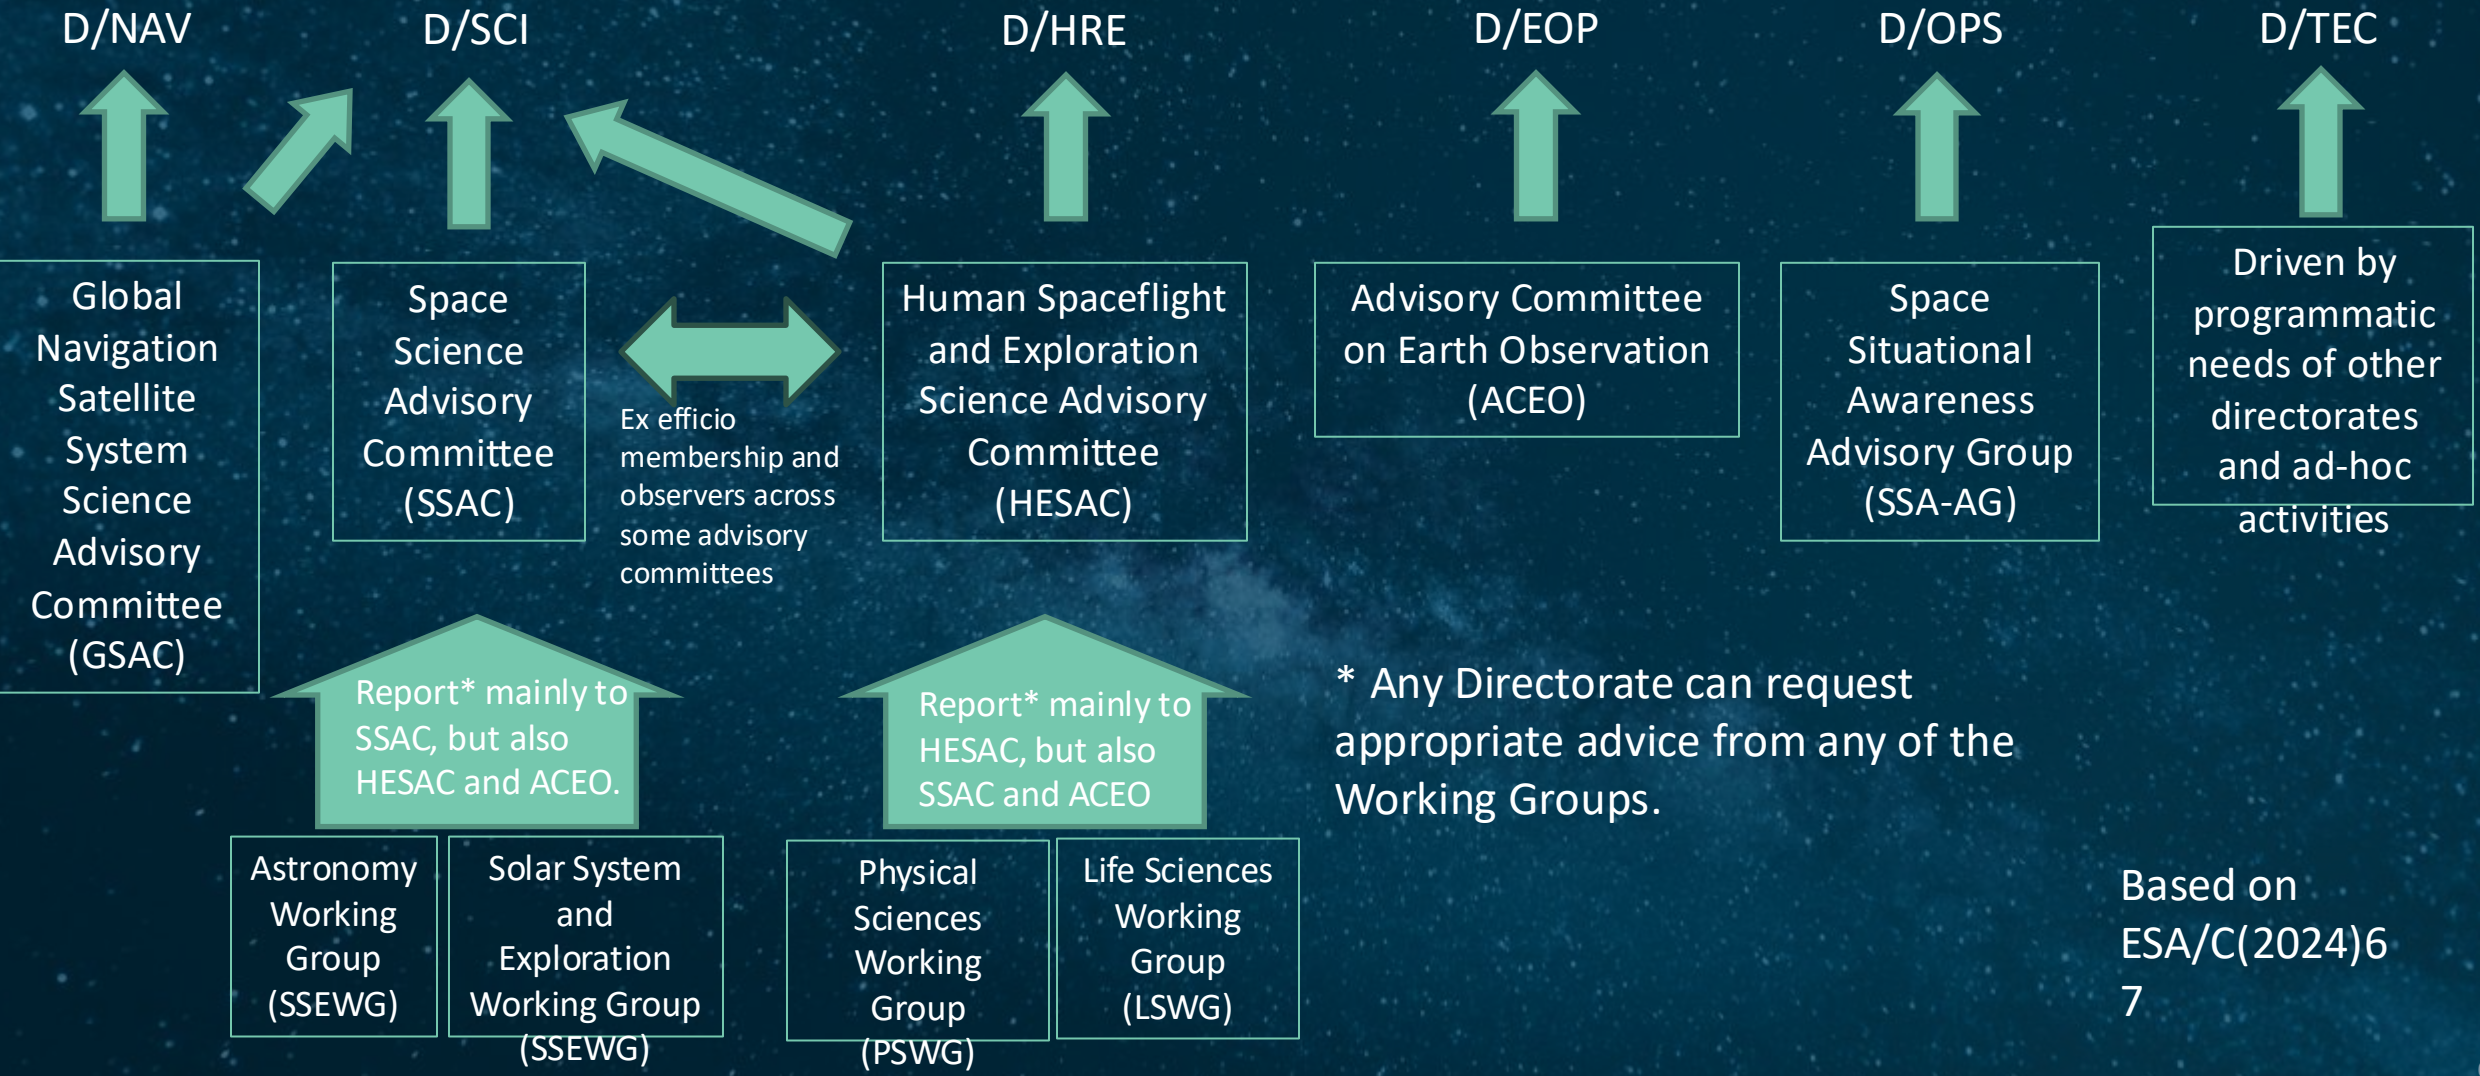 D/NAV
D/SCI
D/HRE
D/EOP
D/OPS
D/TEC
Global
Navigation
Satellite
System
Science
Advisory
Committee
(GSAC)
Space
Science
Advisory
Committee
(SSAC)
Ex efficio
membership and
observers across
some advisory
committees
Human Spaceflight
and Exploration
Science Advisory
Committee
(HESAC)
Advisory Committee
on Earth Observation
(ACEO)
Space
Situational
Awareness
Advisory Group
(SSA-AG)
Driven by
programmatic
needs of other
directorates
and ad-hoc
activities
Report* mainly to
SSAC, but also
HESAC and ACEO.
Report* mainly to
HESAC, but also
SSAC and ACEO
* Any Directorate can request
appropriate advice from any of the
Working Groups.
Astronomy
Working
Group
(SSEWG)
Solar System
and
Exploration
Working Group
(SSEWG)
Physical
Sciences
Working
Group
(PSWG)
Life Sciences
Working
Group
(LSWG)
Based on
ESA/C(2024)6
7